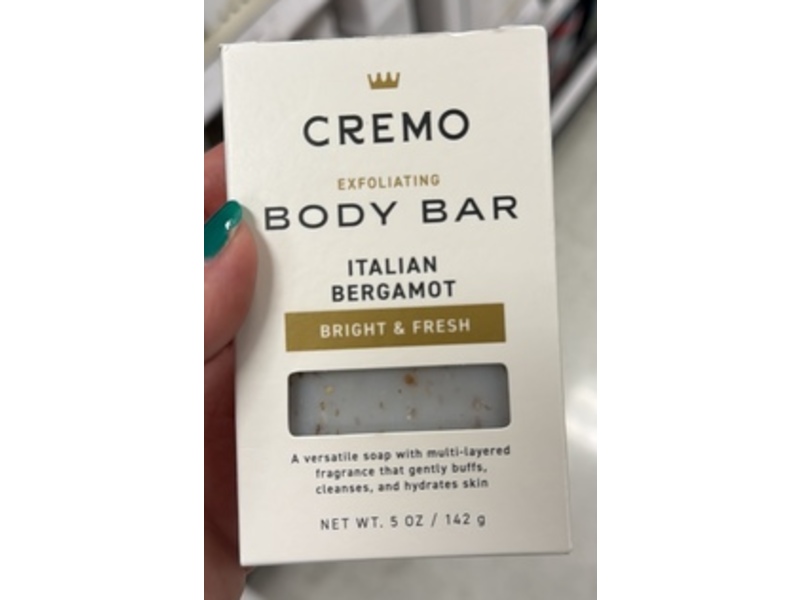 CREMO
EXFOLIATING
BODY BAR
ITALIAN
BERGAMOT
BRIGHT & FRESH
A versatile soap with multi-layered
fragrance that gently buffs,
cleanses, and hydrates skin
NET WT. 5 OZ / 142 g